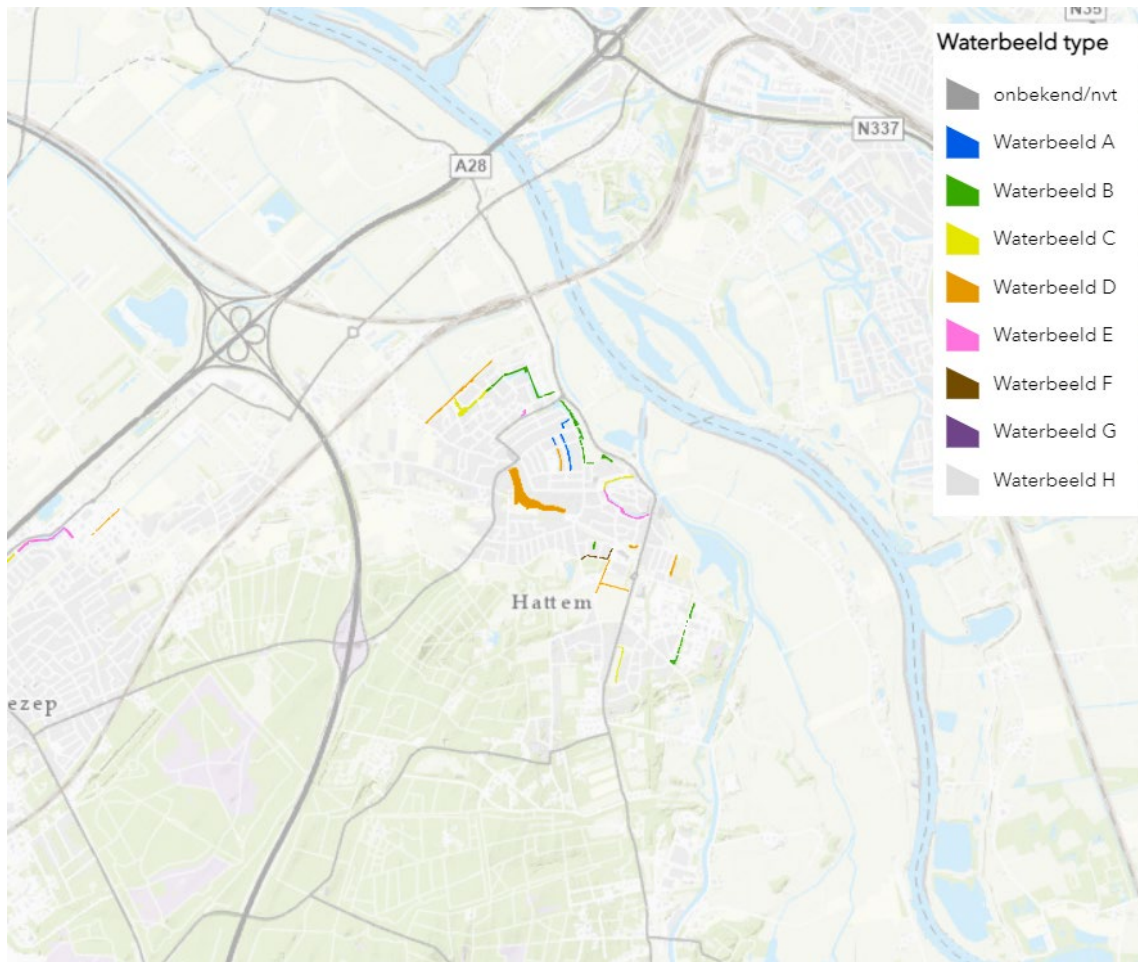 N35
Waterbeeld type
onbekend/nvt
Waterbeeld A
Waterbeeld B
Waterbeeld C
Waterbeeld D
Waterbeeld E
Waterbeeld F
Waterbeeld G
Waterbeeld H
N337
A28
Hattem
ezep